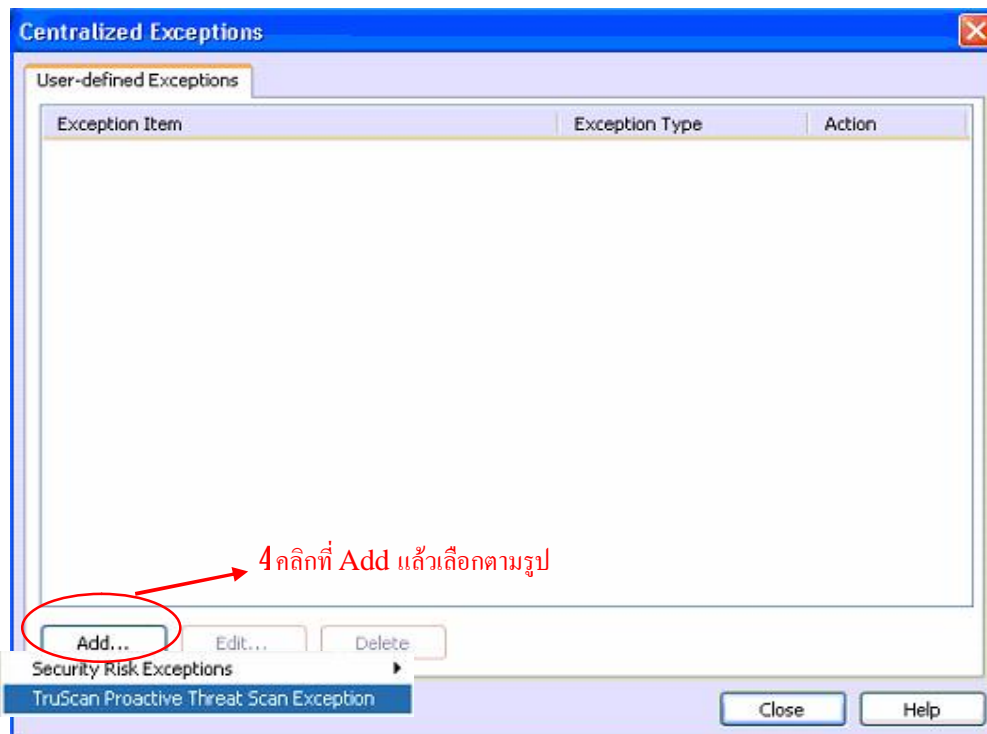 Centralized Exceptions
User-defined Exceptions
Exception Item Exception Type Action
4 คลิกที่ Add แล้วเลือกตามรูป
Add... Edit... Delete
Security Risk Exceptions
TruScan Proactive Threat Scan Exception
Close Help